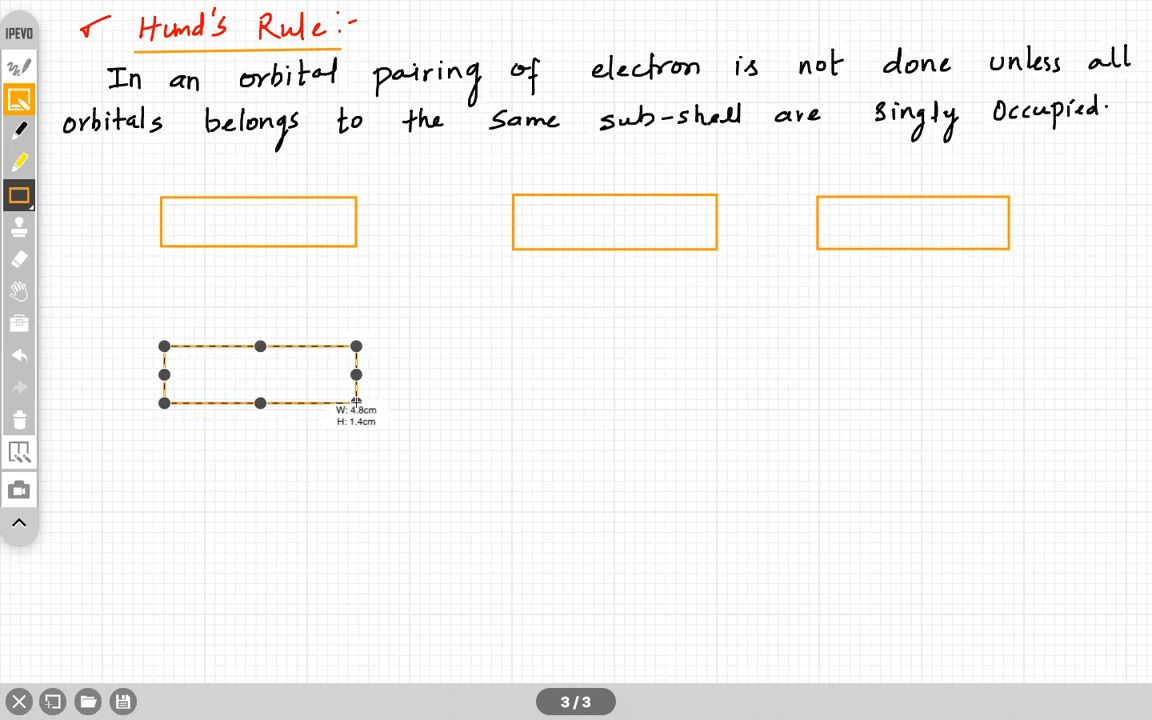 IPEVO
✓ Hund's Rule:-
In an orbital pairing of electron is not done unless all
orbitals belongs to the same sub-shell are singly occupied.
W: 4.8cm
H: 1.4cm
3 / 3